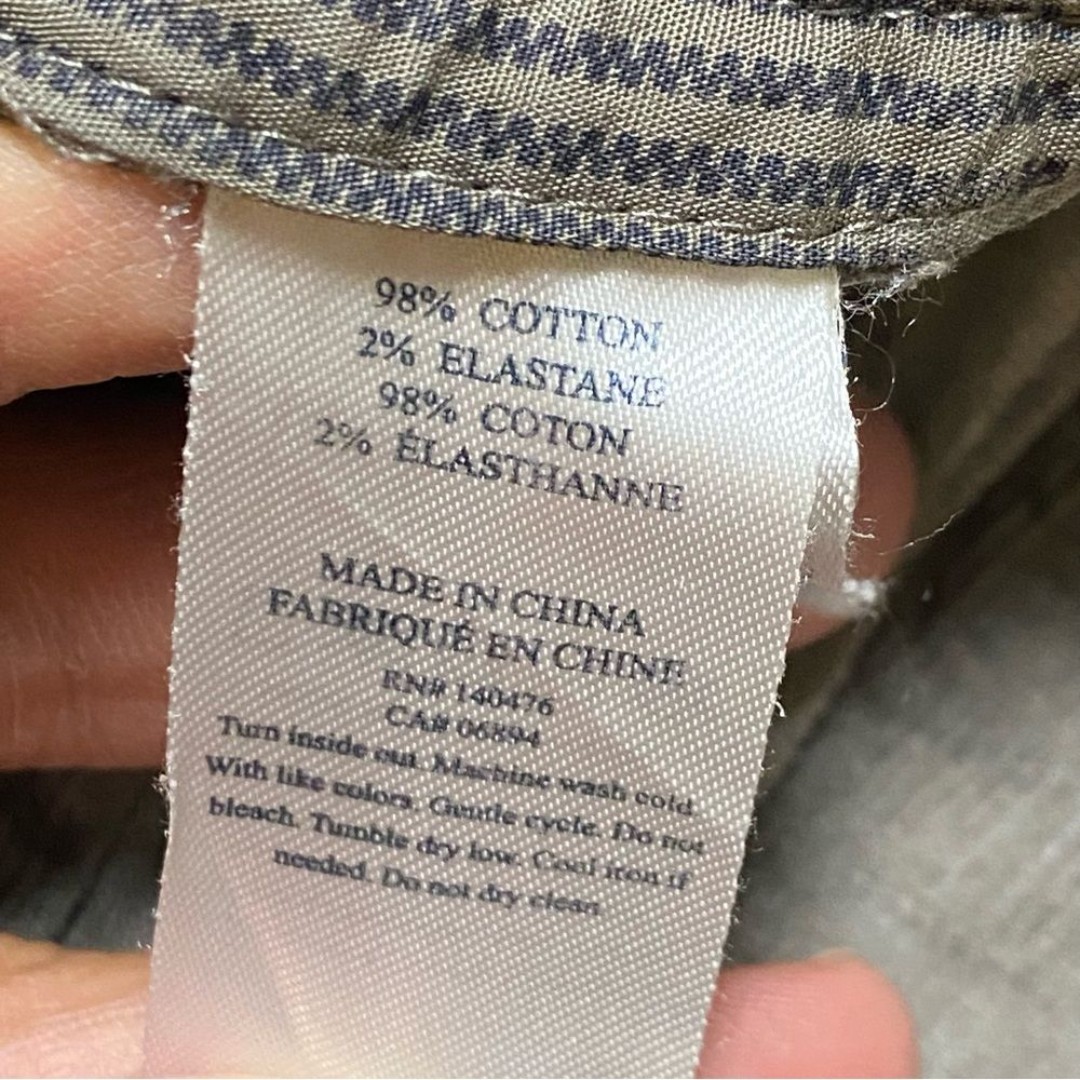 98% COTTON
2% ELASTANE
98% COTON
2% ÉLASTHANNE
MADE IN CHINA
FABRIQUÉ EN CHINE
RN# 140476
CA# 06894
Turn inside out. Machine wash cold.
With like colors. Gentle cycle. Do not
bleach. Tumble dry low. Cool iron if
needed. Do not dry clean.